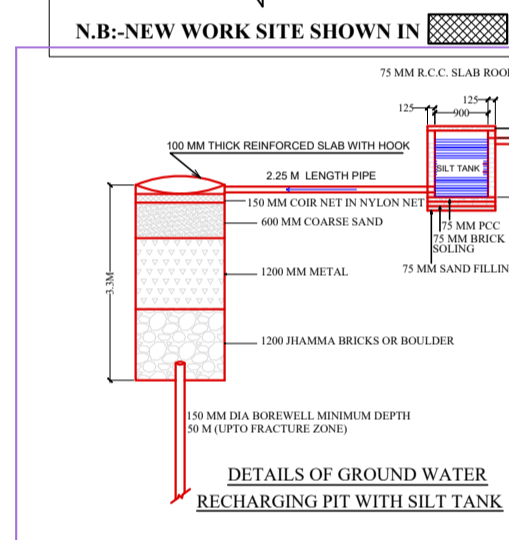 N.B:-NEW WORK SITE SHOWN IN
75 MM R.C.C. SLAB ROO
125
125
900
100 MM THICK REINFORCED SLAB WITH HOOK
2.25 M LENGTH PIPE
SILT TANK
150 MM COIR NET IN NYLON NET
600 MM COARSE SAND
75 MM PCC
75 MM BRICK
SOLING
75 MM SAND FILLIN
1200 MM METAL
3.3M
1200 JHAMMA BRICKS OR BOULDER
150 MM DIA BOREWELL MINIMUM DEPTH
50 M (UPTO FRACTURE ZONE)
DETAILS OF GROUND WATER
RECHARGING PIT WITH SILT TANK